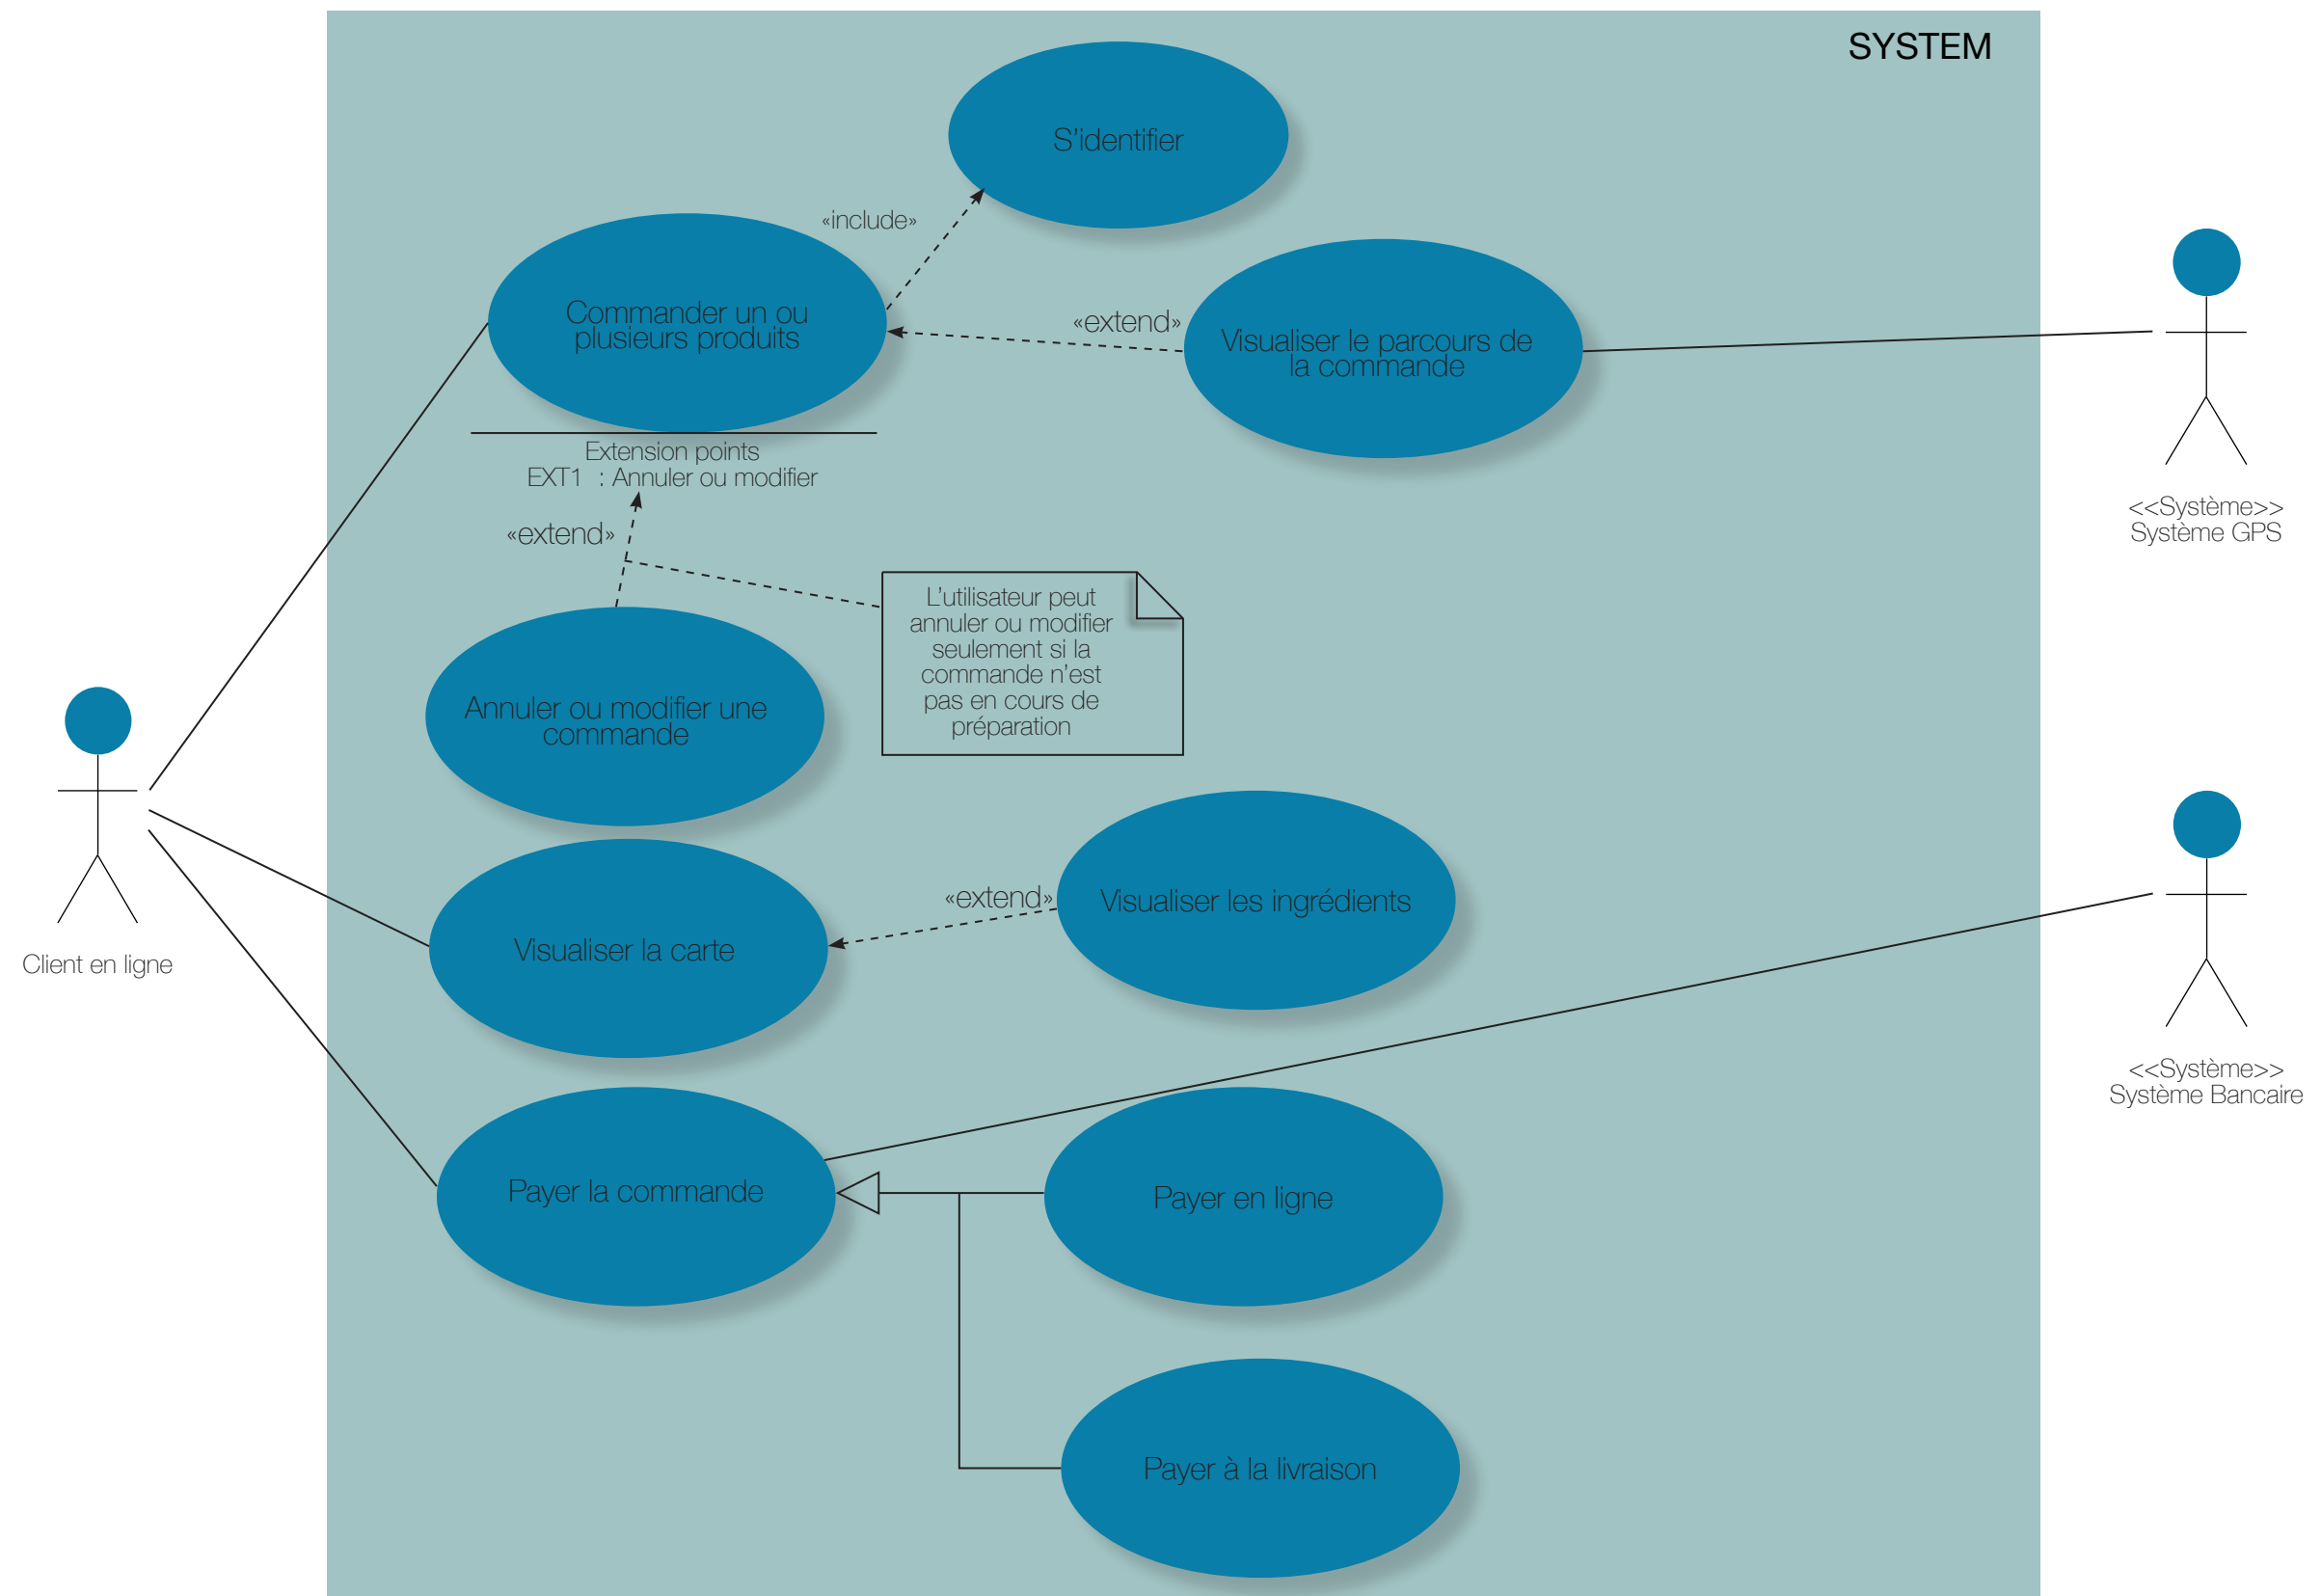 SYSTEM
S'identifier
«include»
Commander un ou
plusieurs produits
«extend»
Visualiser le parcours de
la commande
Extension points
EXT1 : Annuler ou modifier
<<Système>>
Système GPS
«extend»
L'utilisateur peut
annuler ou modifier
seulement si la
commande n'est
pas en cours de
préparation
Annuler ou modifier une
commande
«extend»
Visualiser les ingrédients
Visualiser la carte
Client en ligne
<<Système>>
Système Bancaire
Payer la commande
Payer en ligne
Payer à la livraison